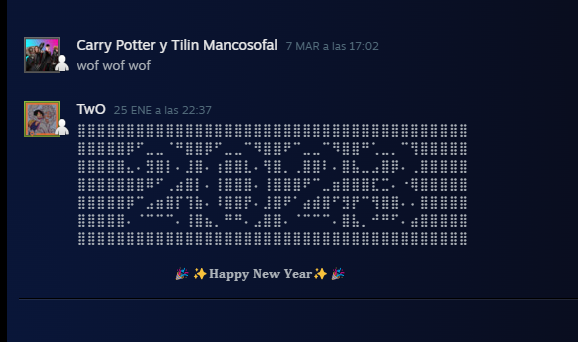 Carry Potter y Tilin Mancosofal 7 MAR a las 17:02
wof wof wof
TwO 25 ENE a las 22:37
🎉 ✨Happy New Year✨ 🎉